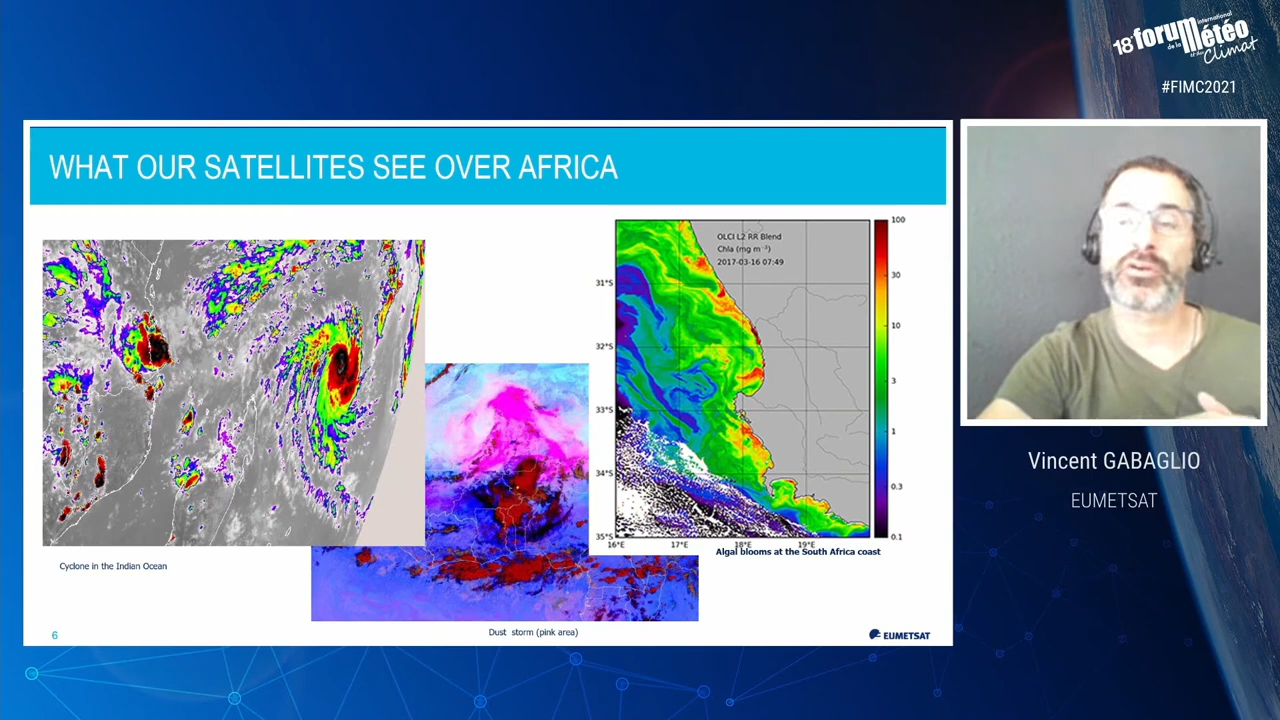 18e forum international
de la Météo
et du Climat
#FIMC2021
WHAT OUR SATELLITES SEE OVER AFRICA
OLCI L2 RR Blend
Chla (mg m⁻³)
2017-03-16 07:49
31°S
32°S
33°S
34°S
35°S
16°E 17°E 18°E 19°E
100
30
10
3
1
0.3
0.1
Algal blooms at the South Africa coast
Cyclone in the Indian Ocean
Dust storm (pink area)
6
EUMETSAT
Vincent GABAGLIO
EUMETSAT